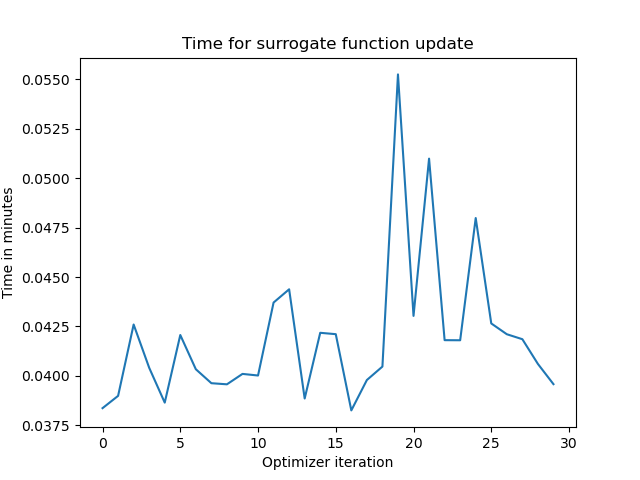 Time for surrogate function update
0.0550
0.0525
0.0500
0.0475
0.0450
0.0425
0.0400
0.0375
Time in minutes
0 5 10 15 20 25 30
Optimizer iteration